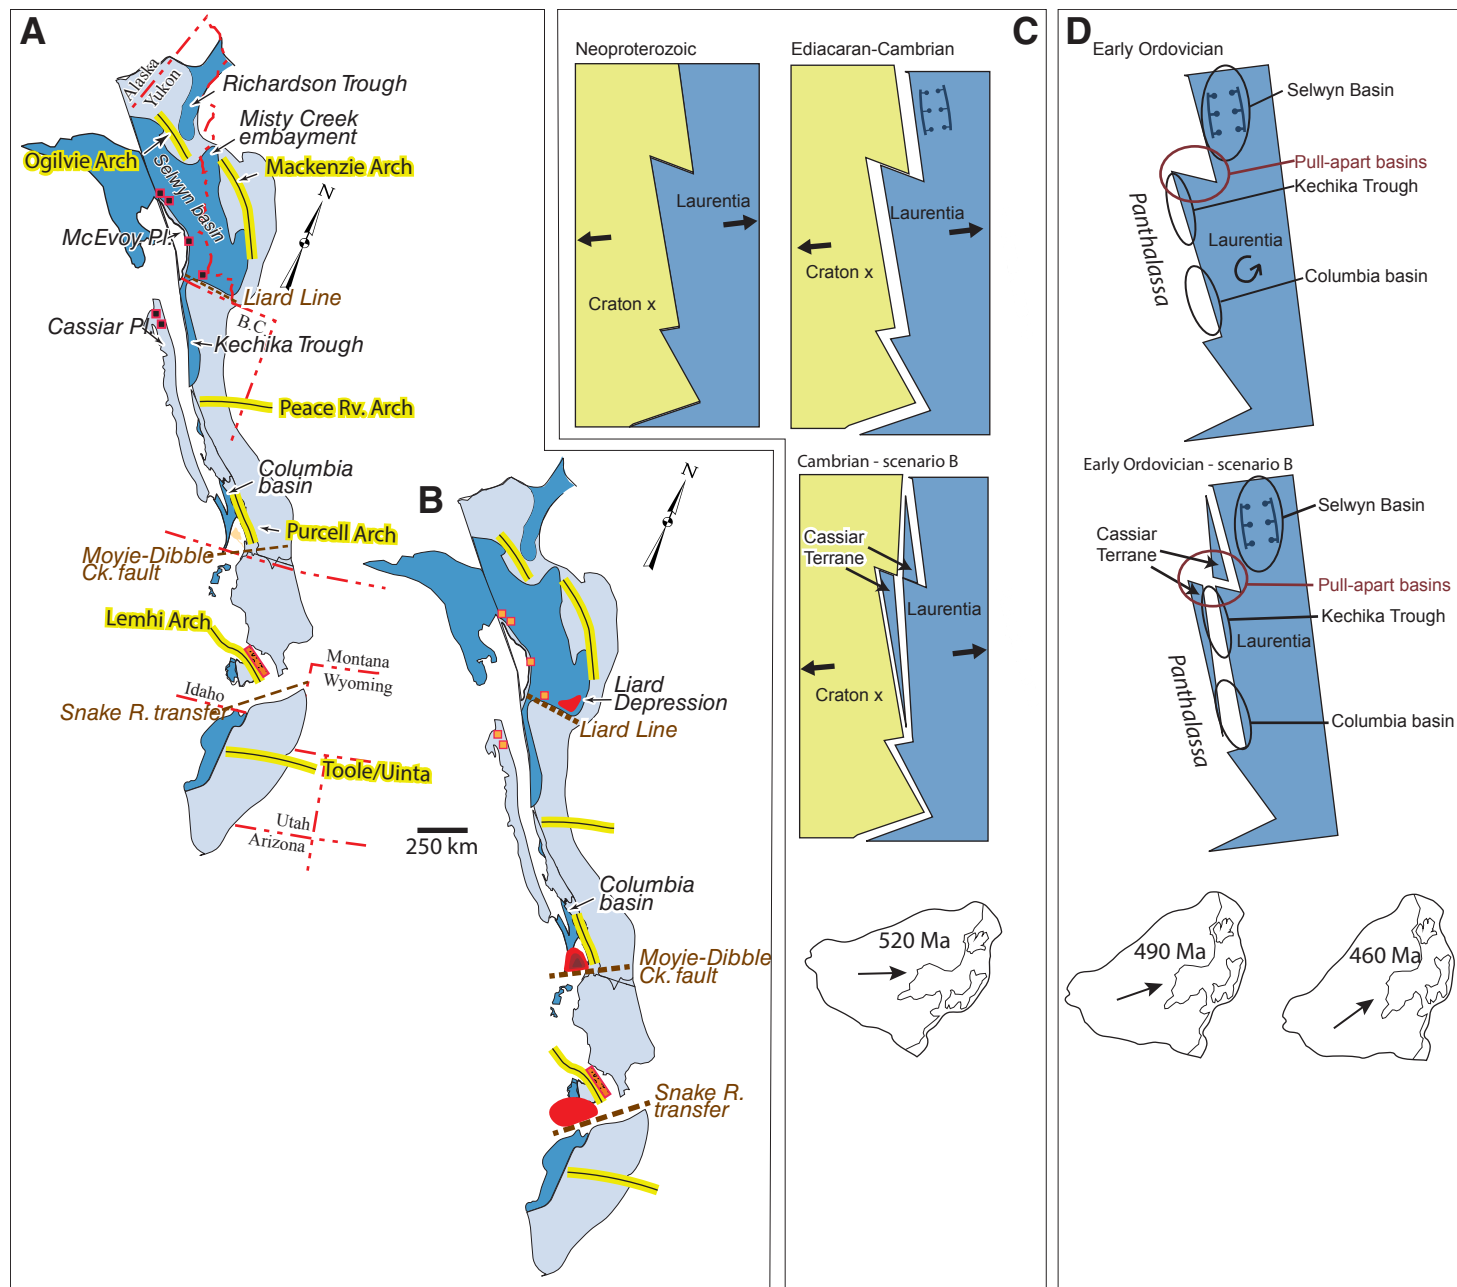 A
Alaska
Yukon
Richardson Trough
Misty Creek
embayment
Ogilvie Arch
Mackenzie Arch
Selwyn basin
N
McEvoy Pl.
Liard Line
B.C.
Cassiar Pl.
Kechika Trough
Peace Rv. Arch
Columbia
basin
Purcell Arch
Moyie-Dibble
Ck. fault
Lemhi Arch
Montana
Wyoming
Idaho
Snake R. transfer
Toole/Uinta
Utah
Arizona
250 km
B
N
Liard
Depression
Liard Line
Columbia
basin
Moyie-Dibble
Ck. fault
Snake R.
transfer
C
Neoproterozoic
Laurentia
Craton x
Ediacaran-Cambrian
Laurentia
Craton x
Cambrian - scenario B
Cassiar
Terrane
Laurentia
Craton x
520 Ma
D
Early Ordovician
Selwyn Basin
Pull-apart basins
Kechika Trough
Panthalassa
Laurentia
Columbia basin
Early Ordovician - scenario B
Selwyn Basin
Cassiar
Terrane
Pull-apart basins
Kechika Trough
Laurentia
Panthalassa
Columbia basin
490 Ma
460 Ma